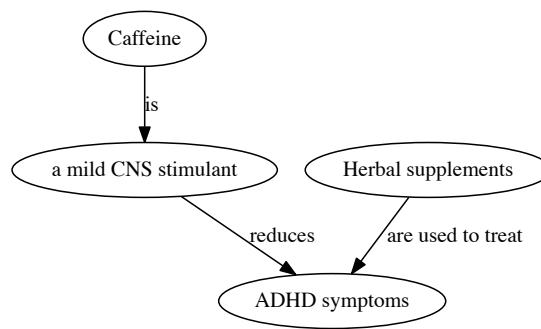 Caffeine
is
a mild CNS stimulant
Herbal supplements
reduces
are used to treat
ADHD symptoms